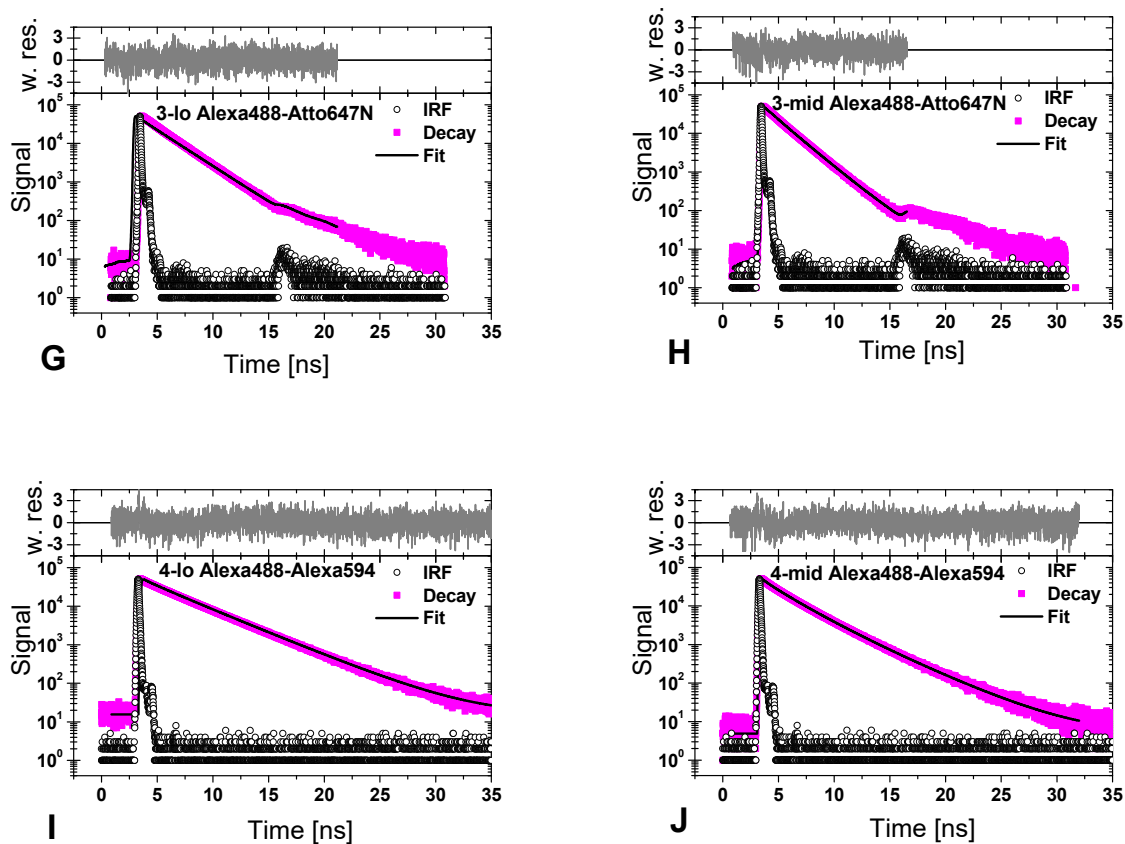 w. res.
3
0
-3
Signal
10^5
10^4
10^3
10^2
10^1
10^0
3-lo Alexa488-Atto647N
IRF
Decay
Fit
0 5 10 15 20 25 30 35
Time [ns]
G
w. res.
3
0
-3
Signal
10^5
10^4
10^3
10^2
10^1
10^0
3-mid Alexa488-Atto647N
IRF
Decay
Fit
0 5 10 15 20 25 30 35
Time [ns]
H
w. res.
3
0
-3
Signal
10^5
10^4
10^3
10^2
10^1
10^0
4-lo Alexa488-Alexa594
IRF
Decay
Fit
0 5 10 15 20 25 30 35
Time [ns]
I
w. res.
3
0
-3
Signal
10^5
10^4
10^3
10^2
10^1
10^0
4-mid Alexa488-Alexa594
IRF
Decay
Fit
0 5 10 15 20 25 30 35
Time [ns]
J